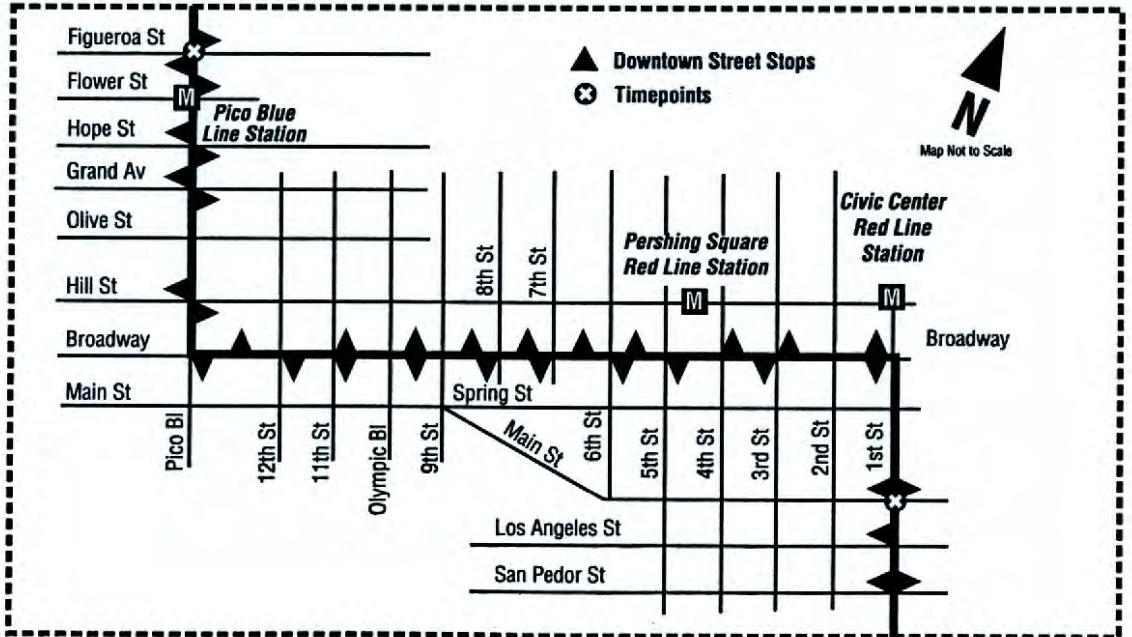 Figueroa St
Flower St
M
Pico Blue
Line Station
Hope St
Grand Av
Olive St
Hill St
Broadway
Main St
Downtown Street Stops
Timepoints
N
Map Not to Scale
Civic Center
Red Line
Station
M
Pershing Square
Red Line Station
M
8th St
7th St
Broadway
Spring St
Main St
Pico Bl
12th St
11th St
Olympic Bl
9th St
6th St
5th St
4th St
3rd St
2nd St
1st St
Los Angeles St
San Pedor St